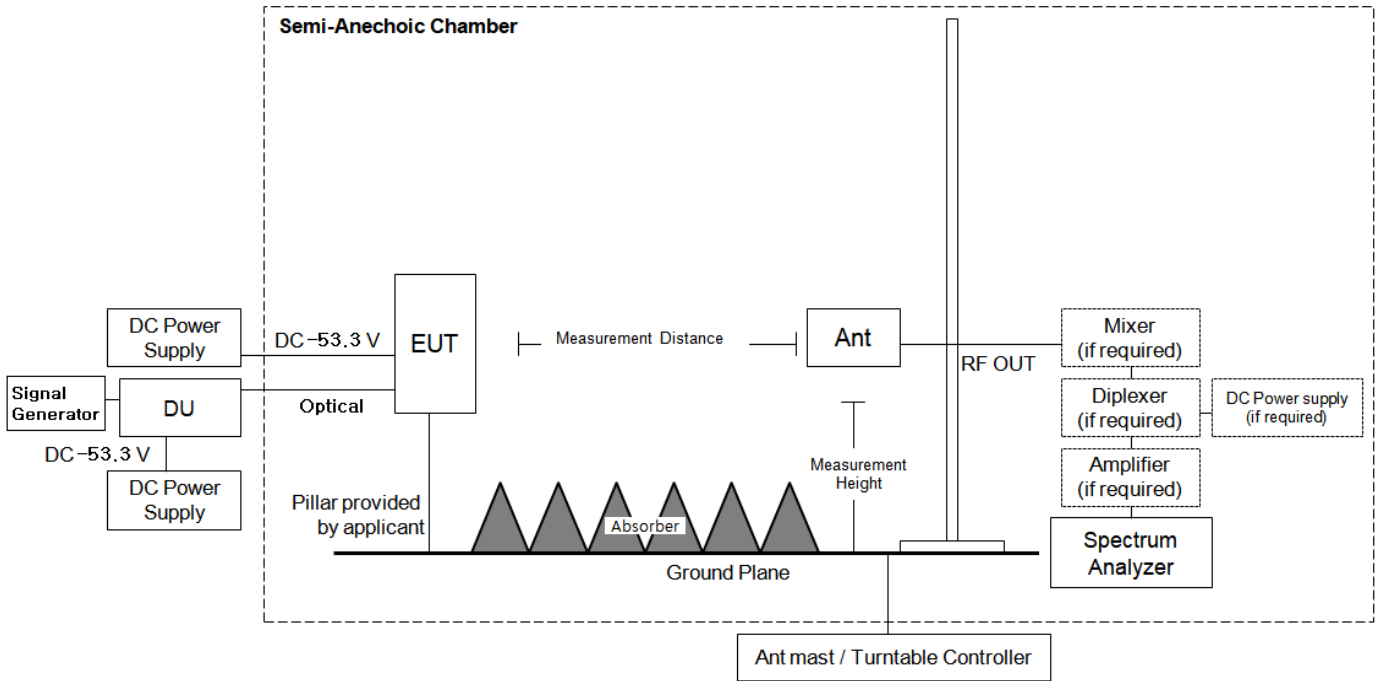 Semi-Anechoic Chamber
DC Power
Supply
DC-53.3 V
EUT
Measurement Distance
Ant
RF OUT
Mixer
(if required)
Signal
Generator
DU
Optical
Diplexer
(if required)
DC Power supply
(if required)
DC-53.3 V
DC Power
Supply
Pillar provided
by applicant
Absorber
Measurement
Height
Amplifier
(if required)
Ground Plane
Spectrum
Analyzer
Ant mast / Turntable Controller